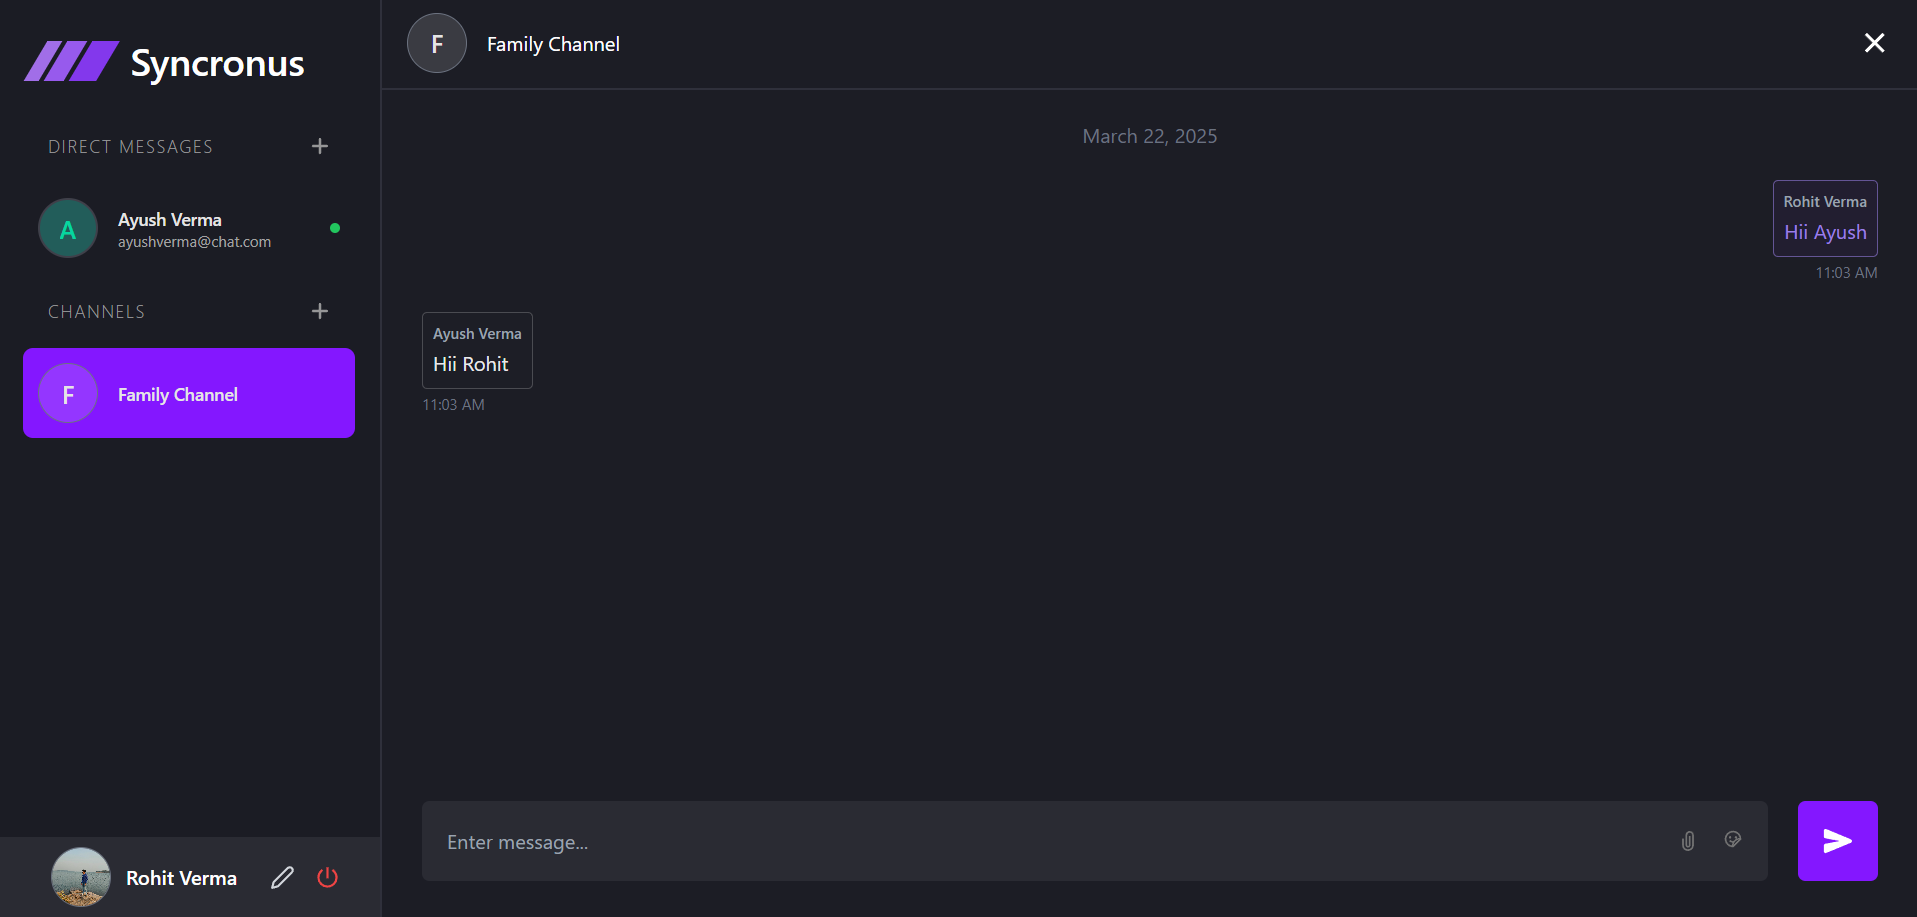 Syncronus
DIRECT MESSAGES
A
Ayush Verma
ayushverma@chat.com
CHANNELS
F
Family Channel
Rohit Verma
F
Family Channel
March 22, 2025
Rohit Verma
Hii Ayush
11:03 AM
Ayush Verma
Hii Rohit
11:03 AM
Enter message...